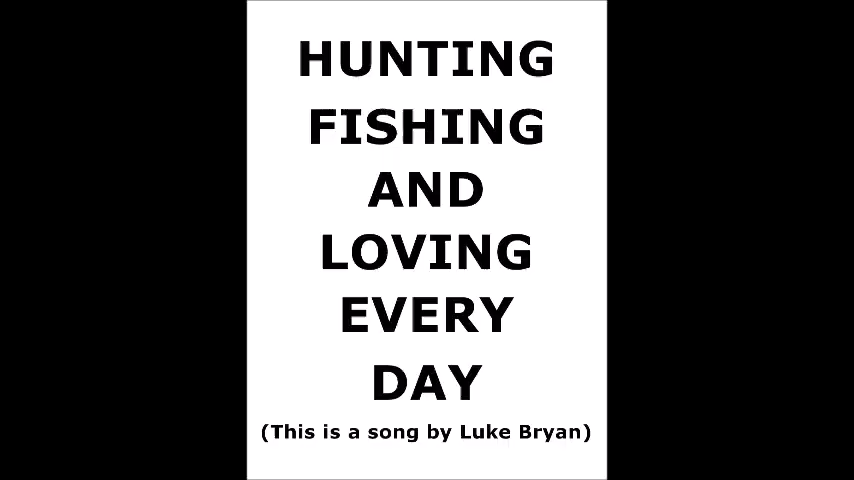 HUNTING
FISHING
AND
LOVING
EVERY
DAY
(This is a song by Luke Bryan)